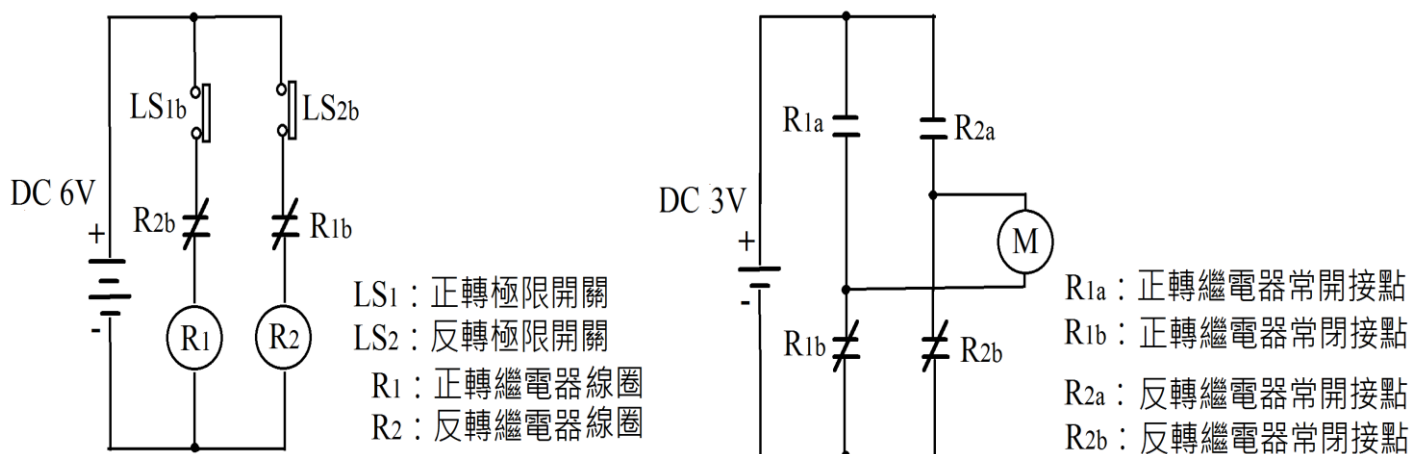 LS1b
LS2b
DC 6V
+
R2b
R1b
-
R1
R2
LS1：正轉極限開關
LS2：反轉極限開關
R1：正轉繼電器線圈
R2：反轉繼電器線圈
R1a
R2a
DC 3V
+
M
-
R1b
R2b
R1a：正轉繼電器常開接點
R1b：正轉繼電器常閉接點
R2a：反轉繼電器常開接點
R2b：反轉繼電器常閉接點